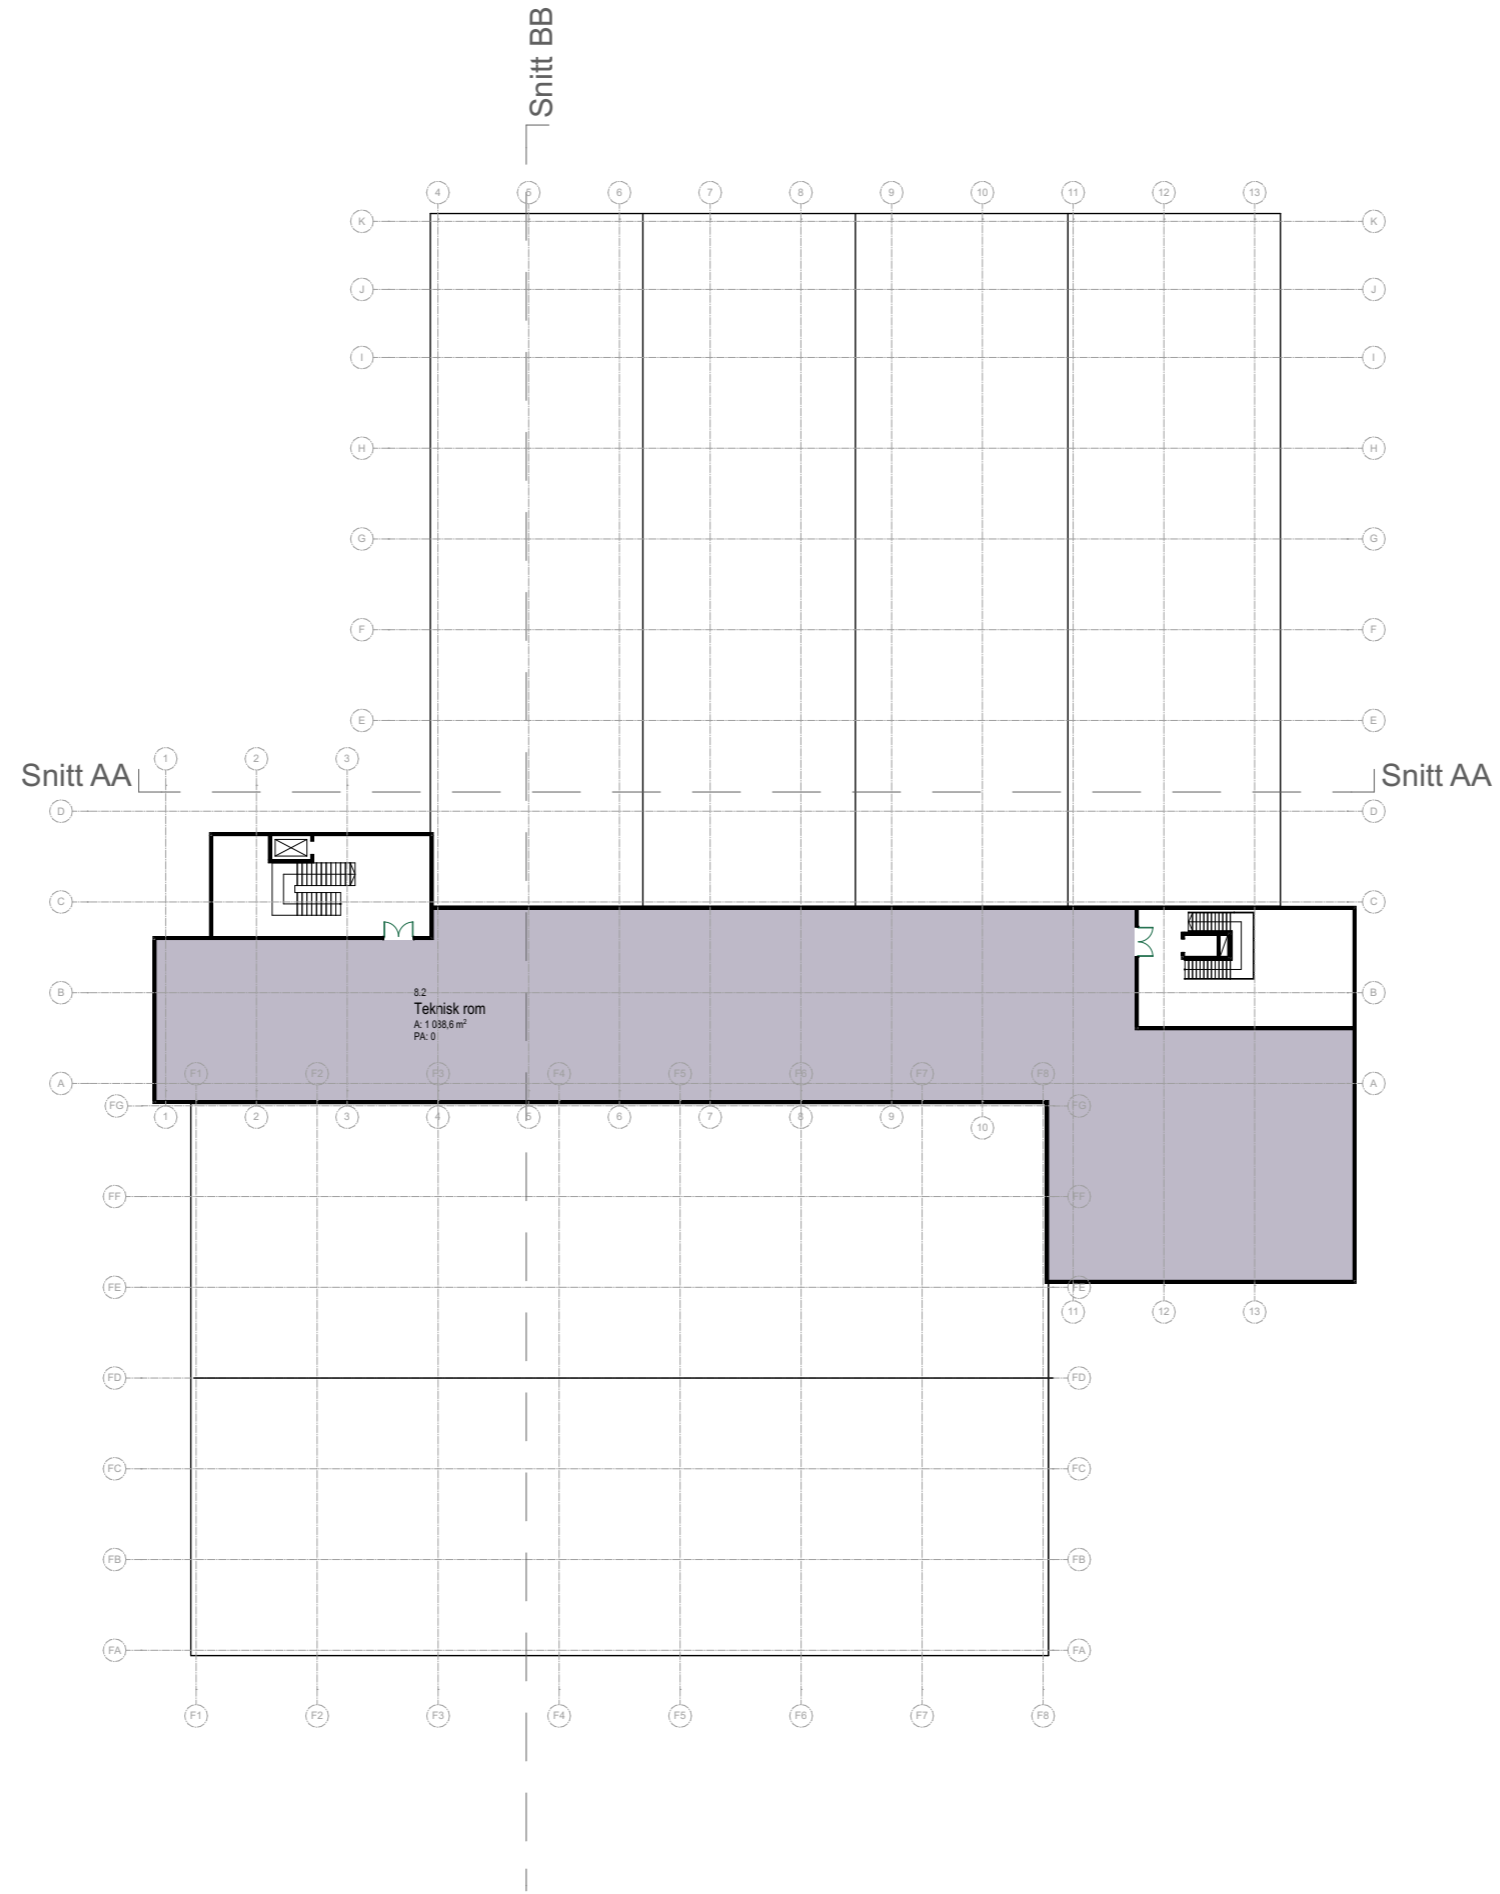 Snitt BB
4 5 6 7 8 9 10 11 12 13
K K
J J
I I
H H
G G
F F
E E
1 2 3
Snitt AA Snitt AA
D D
C C
8.2
B B
Teknisk rom
A: 1 088,6 m²
PA: 0
F1 F2 F3 F4 F5 F6 F7 F8
A A
FG FG
1 2 3 4 5 6 7 8 9 10
FF FF
FE FE
11 12 13
FD FD
FC FC
FB FB
FA FA
F1 F2 F3 F4 F5 F6 F7 F8